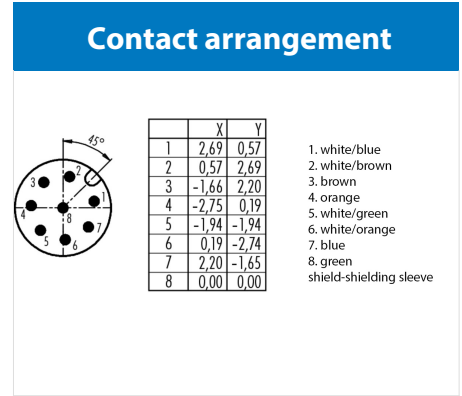 Contact arrangement
45°
2
3
1
4
8
7
5
6
X Y
1 2,69 0,57
2 0,57 2,69
3 -1,66 2,20
4 -2,75 0,19
5 -1,94 -1,94
6 0,19 -2,74
7 2,20 -1,65
8 0,00 0,00
1. white/blue
2. white/brown
3. brown
4. orange
5. white/green
6. white/orange
7. blue
8. green
shield-shielding sleeve